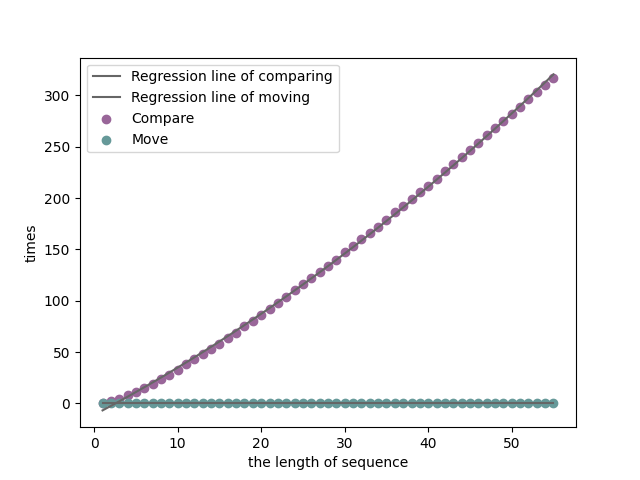 Regression line of comparing
Regression line of moving
Compare
Move
times
300
250
200
150
100
50
0
0 10 20 30 40 50
the length of sequence